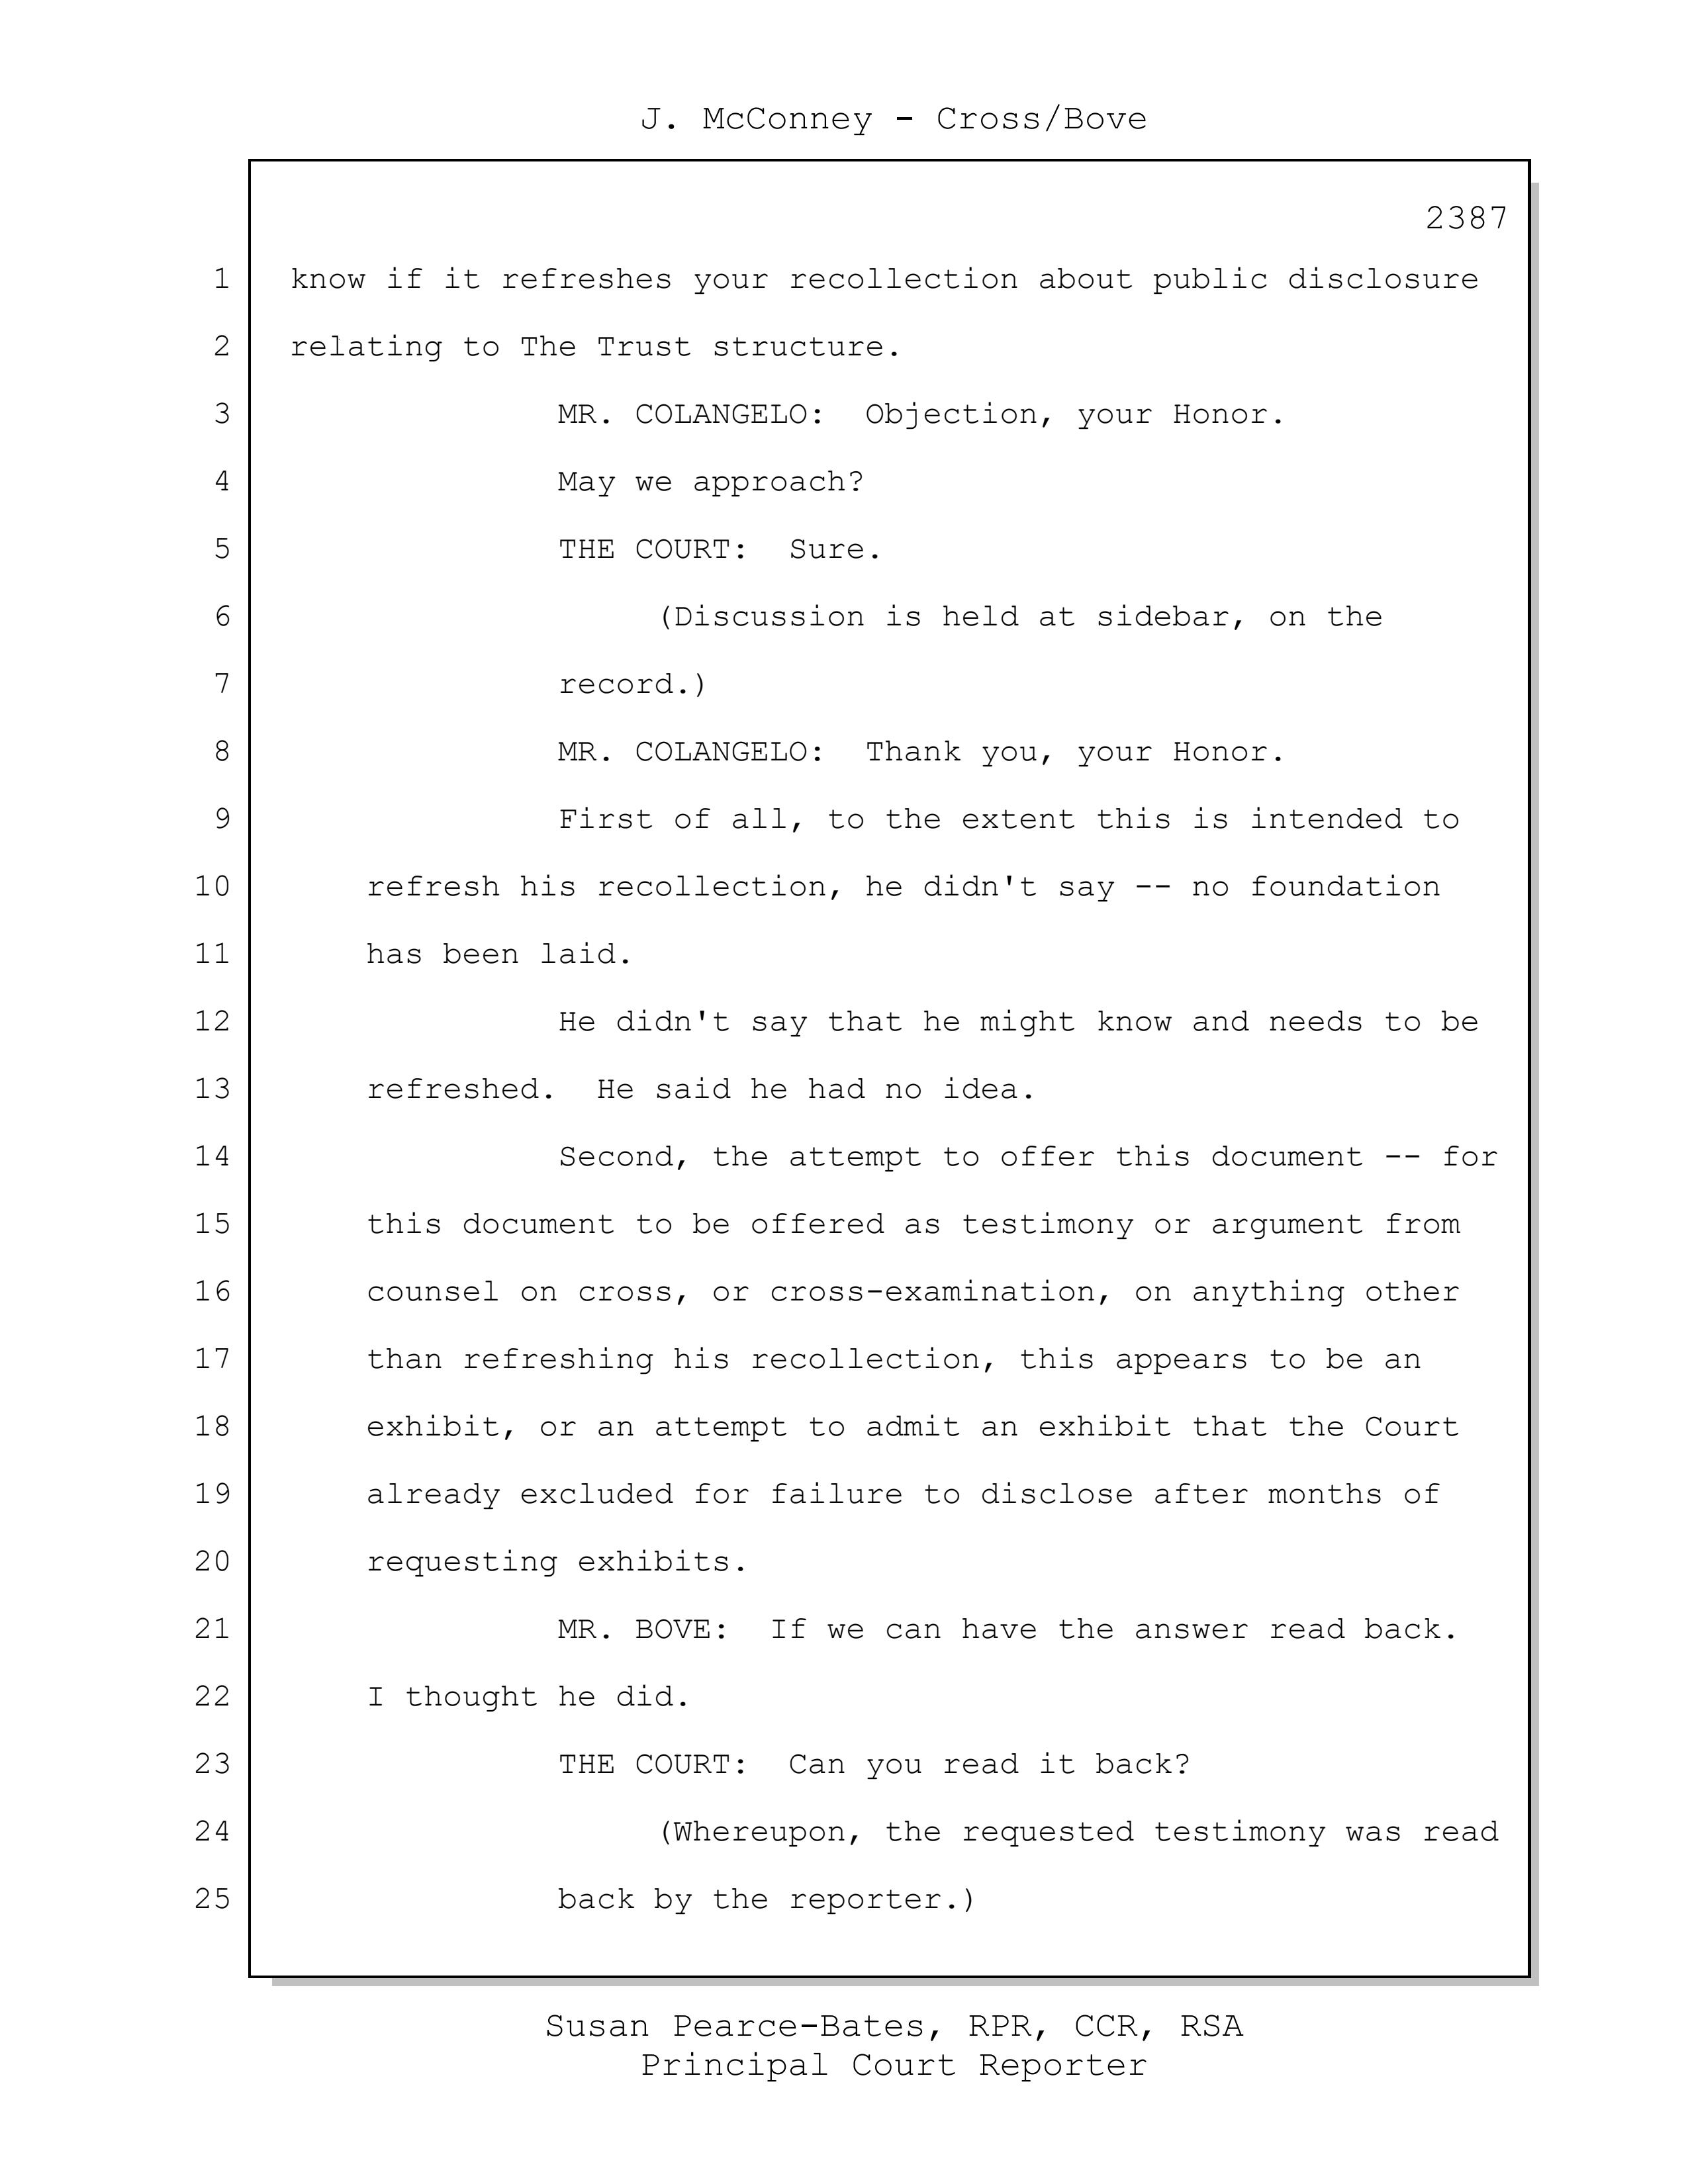 J. McConney - Cross/Bove
2387
1 know if it refreshes your recollection about public disclosure
2 relating to The Trust structure.
3 MR. COLANGELO: Objection, your Honor.
4 May we approach?
5 THE COURT: Sure.
6 (Discussion is held at sidebar, on the
7 record.)
8 MR. COLANGELO: Thank you, your Honor.
9 First of all, to the extent this is intended to
10 refresh his recollection, he didn't say -- no foundation
11 has been laid.
12 He didn't say that he might know and needs to be
13 refreshed. He said he had no idea.
14 Second, the attempt to offer this document -- for
15 this document to be offered as testimony or argument from
16 counsel on cross, or cross-examination, on anything other
17 than refreshing his recollection, this appears to be an
18 exhibit, or an attempt to admit an exhibit that the Court
19 already excluded for failure to disclose after months of
20 requesting exhibits.
21 MR. BOVE: If we can have the answer read back.
22 I thought he did.
23 THE COURT: Can you read it back?
24 (Whereupon, the requested testimony was read
25 back by the reporter.)
Susan Pearce-Bates, RPR, CCR, RSA
Principal Court Reporter